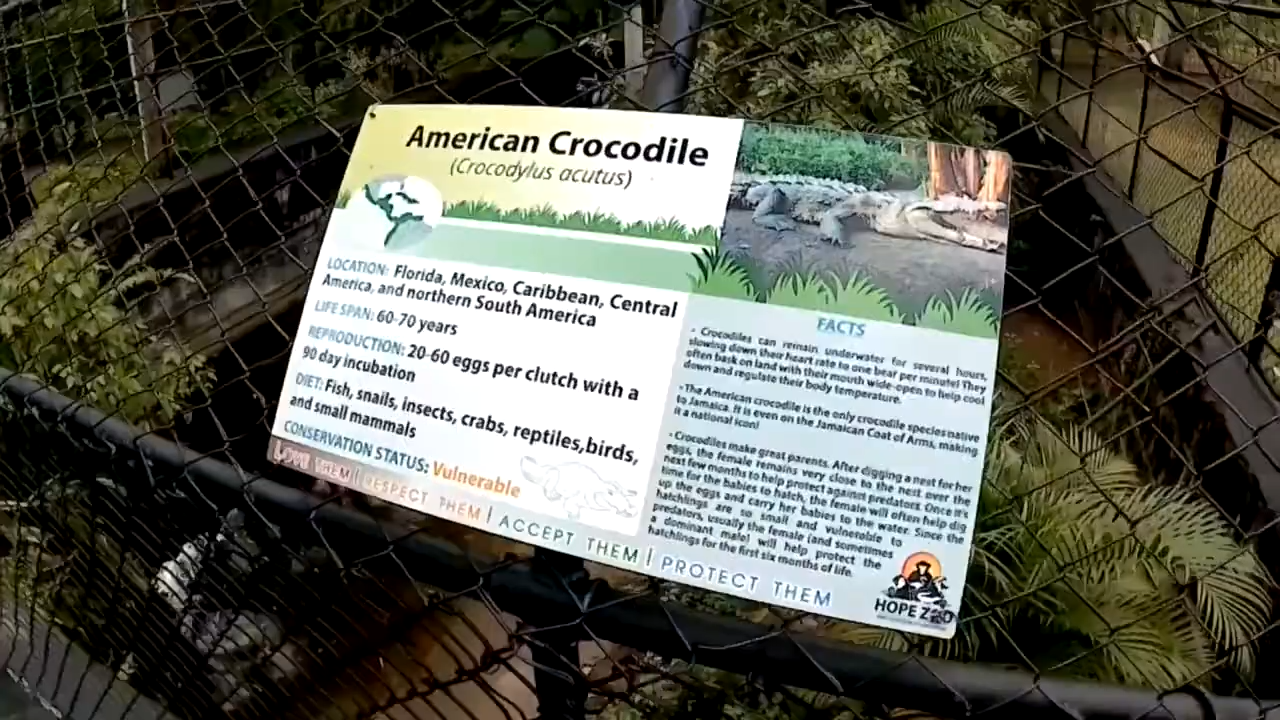 American Crocodile
(Crocodylus acutus)
LOCATION: Florida, Mexico, Caribbean, Central
America, and northern South America
LIFE SPAN: 60-70 years
REPRODUCTION: 20-60 eggs per clutch with a
90 day incubation
DIET: Fish, snails, insects, crabs, reptiles,birds,
and small mammals
CONSERVATION STATUS: Vulnerable
LOVE THEM | RESPECT THEM | ACCEPT THEM | PROTECT THEM
FACTS
• Crocodiles can remain underwater for several hours,
slowing down their heart rate to one bear per minute! They
often bask on land with their mouth wide-open to help cool
down and regulate their body temperature.
• The American crocodile is the only crocodile species native
to Jamaica. It is even on the Jamaican Coat of Arms, making
it a national icon!
• Crocodiles make great parents. After digging a nest for her
eggs, the female remains very close to the nest over the
next few months to help protect against predators. Once it's
time for the babies to hatch, the female will often help dig
up the eggs and carry her babies to the water. Since the
hatchlings are so small and vulnerable to
predators, usually the female (and sometimes
a dominant male) will help protect the
hatchlings for the first six months of life.
HOPE ZOO